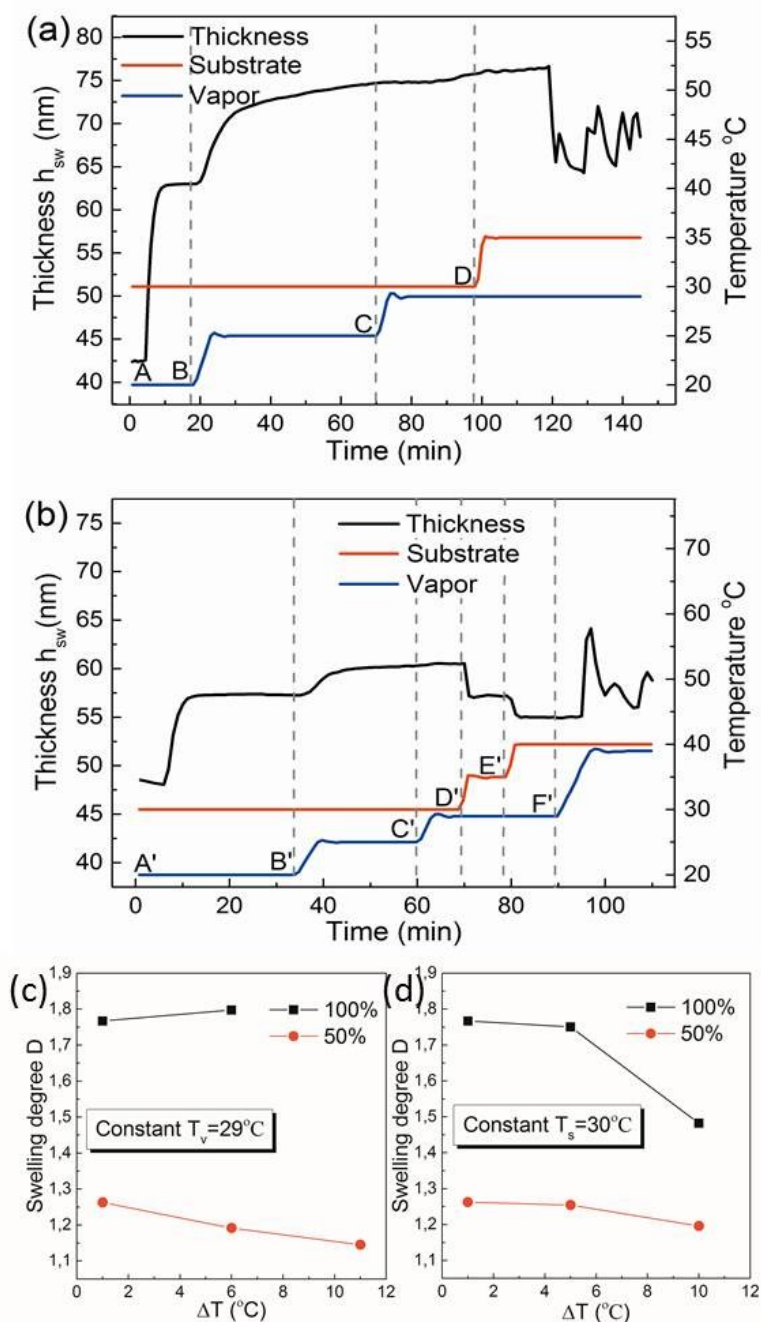 (a)
Thickness
Substrate
Vapor
80
75
70
65
60
55
50
45
40
Thickness h_sw (nm)
55
50
45
40
35
30
25
20
Temperature °C
A
B
C
D
0 20 40 60 80 100 120 140
Time (min)
(b)
Thickness
Substrate
Vapor
75
70
65
60
55
50
45
40
Thickness h_sw(nm)
70
60
50
40
30
20
Temperature °C
A'
B'
C'
D'
E'
F'
0 20 40 60 80 100
Time (min)
(c)
1,9
1,8
1,7
1,6
1,5
1,4
1,3
1,2
1,1
Swelling degree D
100%
50%
Constant T_v=29°C
0 2 4 6 8 10 12
ΔT (°C)
(d)
1,9
1,8
1,7
1,6
1,5
1,4
1,3
1,2
1,1
Swelling degree D
100%
50%
Constant T_s=30°C
0 2 4 6 8 10 12
ΔT (°C)